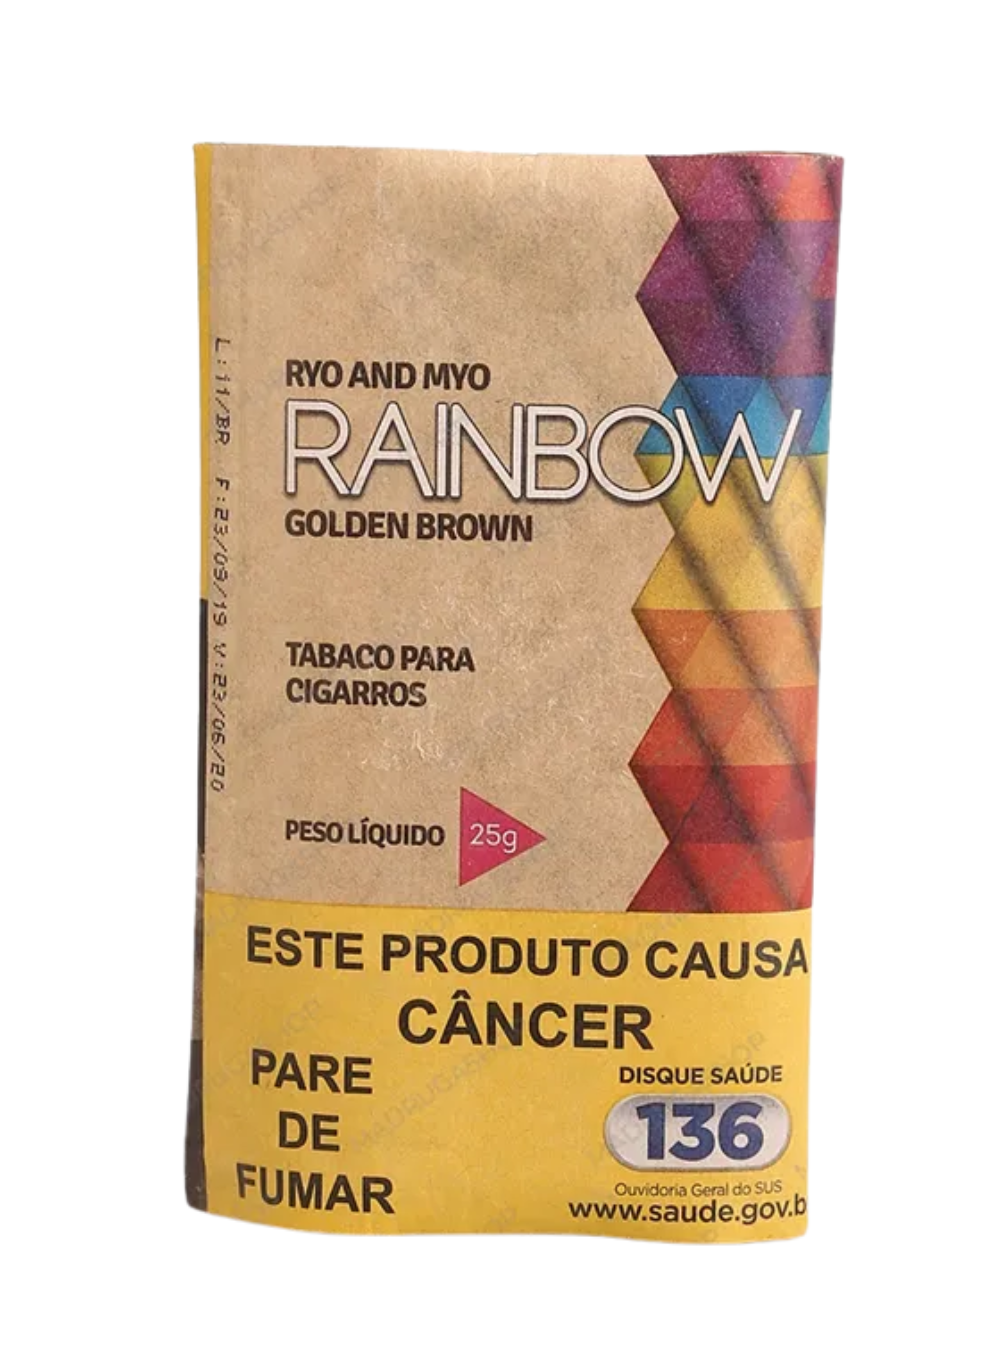 RYO AND MYO
RAINBOW
GOLDEN BROWN
TABACO PARA
CIGARROS
PESO LÍQUIDO 25g
L:11/BR F:23/09/19 V:23/06/20
ESTE PRODUTO CAUSA
CÂNCER
PARE
DE
FUMAR
DISQUE SAÚDE
136
Ouvidoria Geral do SUS
www.saude.gov.b